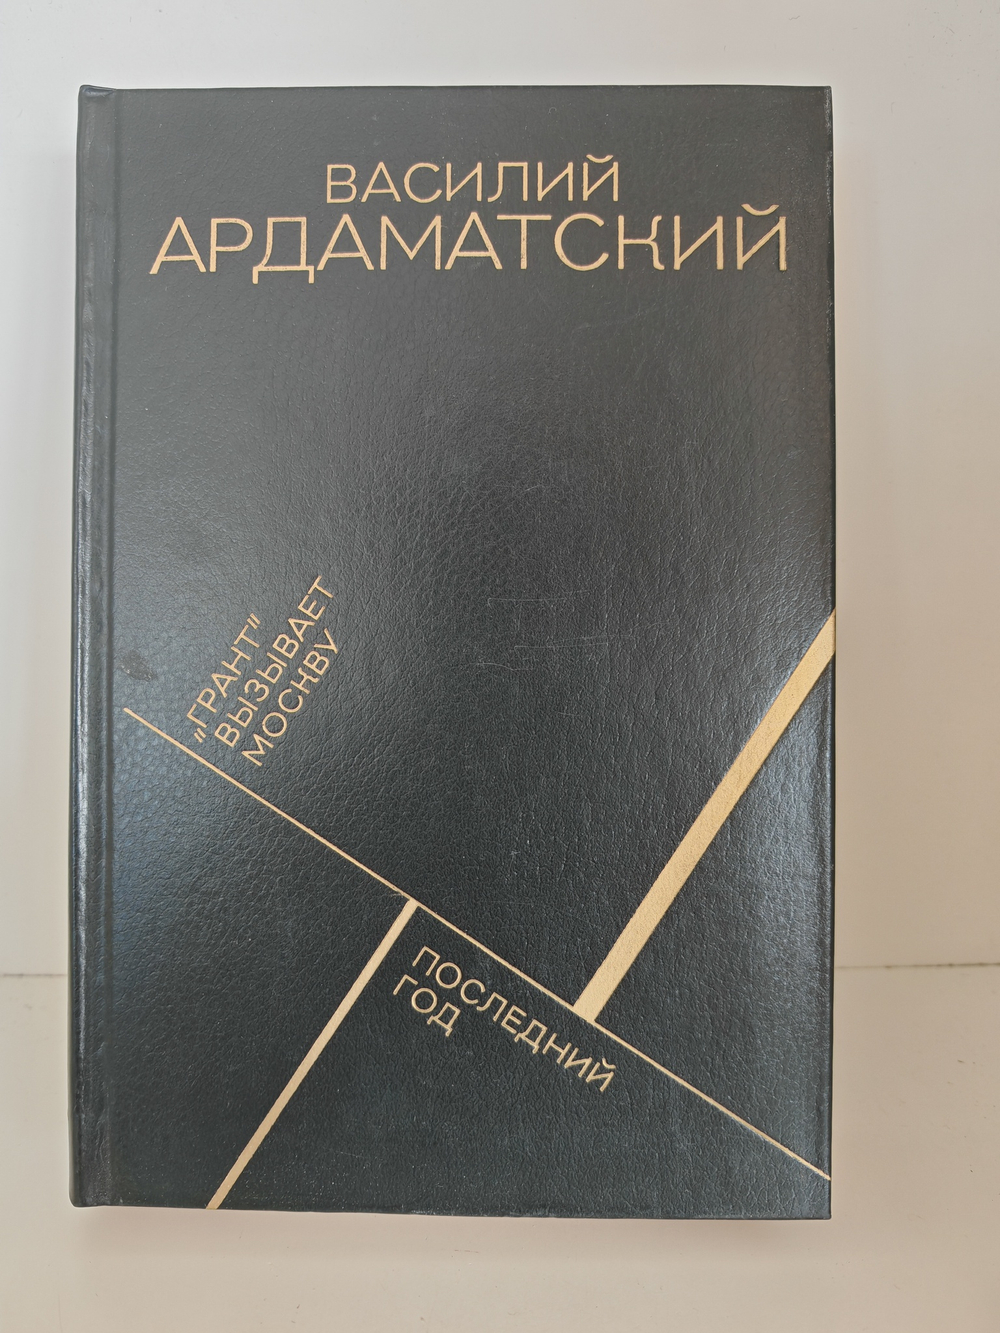 ВАСИЛИЙ
АРДАМАТСКИЙ
„ГРАНТ"
ВЫЗЫВАЕТ
МОСКВУ
ПОСЛЕДНИЙ
ГОД